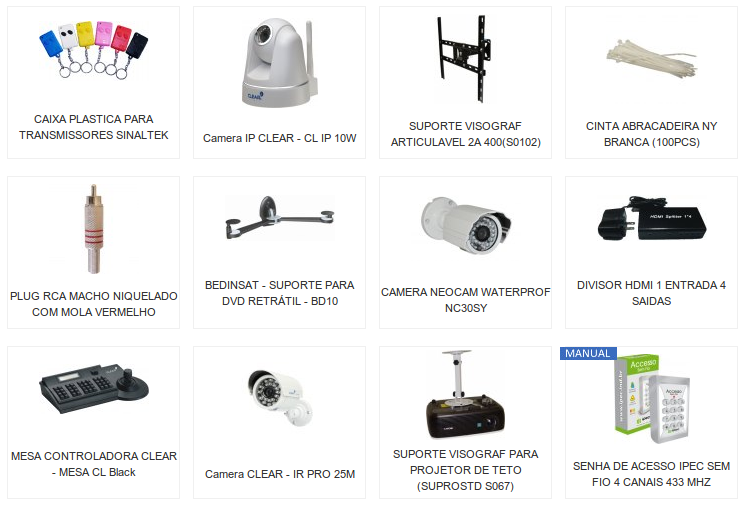 CAIXA PLASTICA PARA
TRANSMISSORES SINALTEK
CLEAR
Camera IP CLEAR - CL IP 10W
SUPORTE VISOGRAF
ARTICULAVEL 2A 400(S0102)
CINTA ABRACADEIRA NY
BRANCA (100PCS)
PLUG RCA MACHO NIQUELADO
COM MOLA VERMELHO
BEDINSAT - SUPORTE PARA
DVD RETRÁTIL - BD10
CAMERA NEOCAM WATERPROF
NC30SY
HDMI Splitter 1*4
DIVISOR HDMI 1 ENTRADA 4
SAIDAS
MESA CONTROLADORA CLEAR
- MESA CL Black
Camera CLEAR - IR PRO 25M
SUPORTE VISOGRAF PARA
PROJETOR DE TETO
(SUPROSTD S067)
MANUAL
Acesso
Sem Fio
Acesso
SENHA DE ACESSO IPEC SEM
FIO 4 CANAIS 433 MHZ